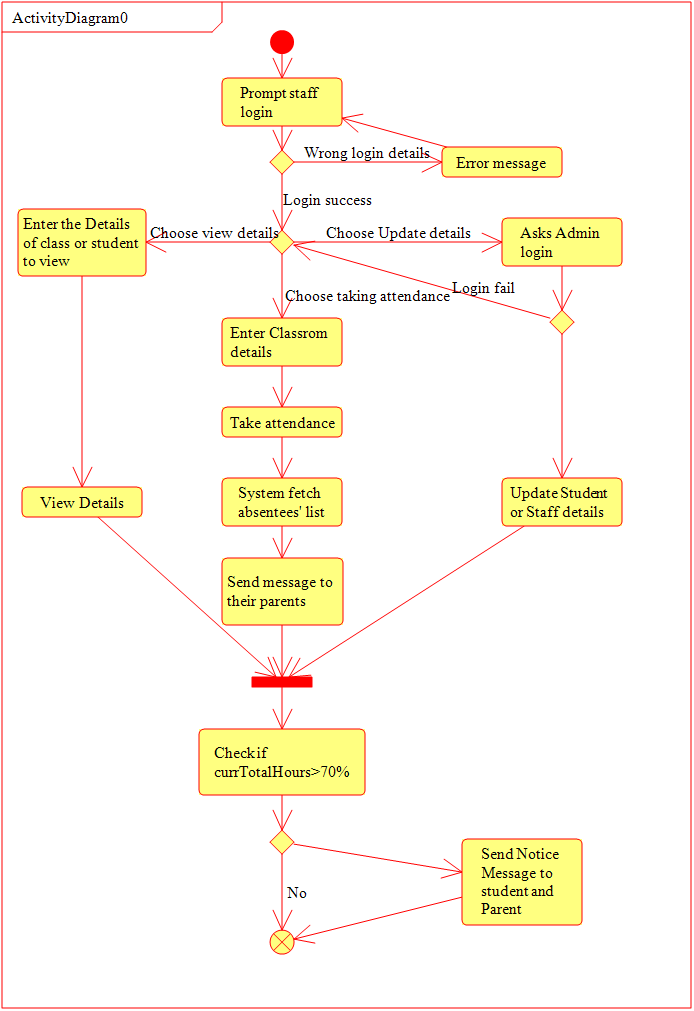 ActivityDiagram0
Prompt staff
login
Wrong login details
Error message
Login success
Enter the Details
of class or student
to view
Choose view details
Choose Update details
Asks Admin
login
Login fail
Choose taking attendance
Enter Classrom
details
Take attendance
View Details
System fetch
absentees' list
Update Student
or Staff details
Send message to
their parents
Check if
currTotalHours>70%
Send Notice
Message to
student and
Parent
No